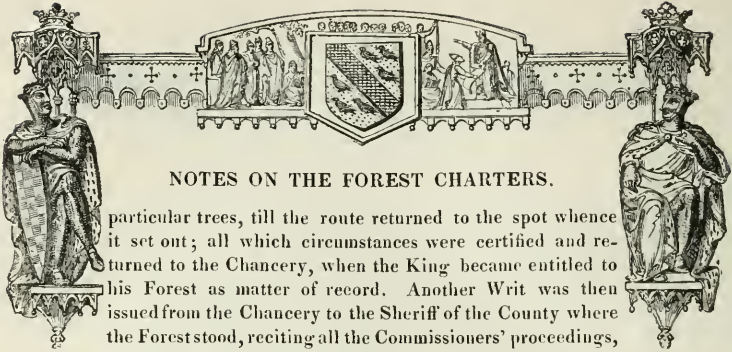 NOTES ON THE FOREST CHARTERS.
particular trees, till the route returned to the spot whence
it set out; all which circumstances were certified and re-
turned to the Chancery, when the King became entitled to
his Forest as matter of record. Another Writ was then
issued from the Chancery to the Sheriff of the County where
the Forest stood, reciting all the Commissioners' proceedings,